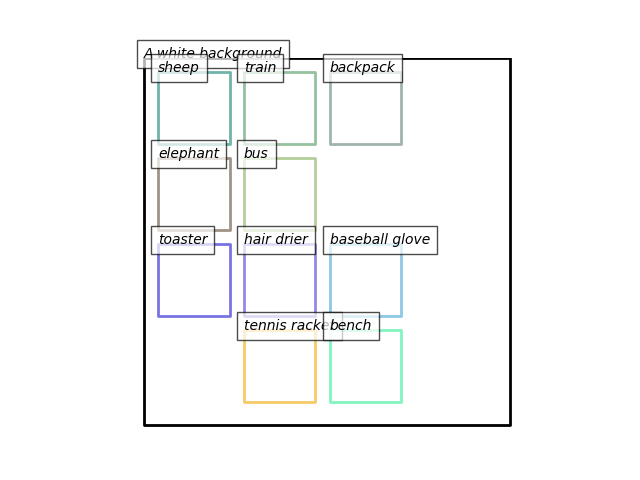 A white background
sheep
train
backpack
elephant
bus
toaster
hair drier
baseball glove
tennis racket
bench